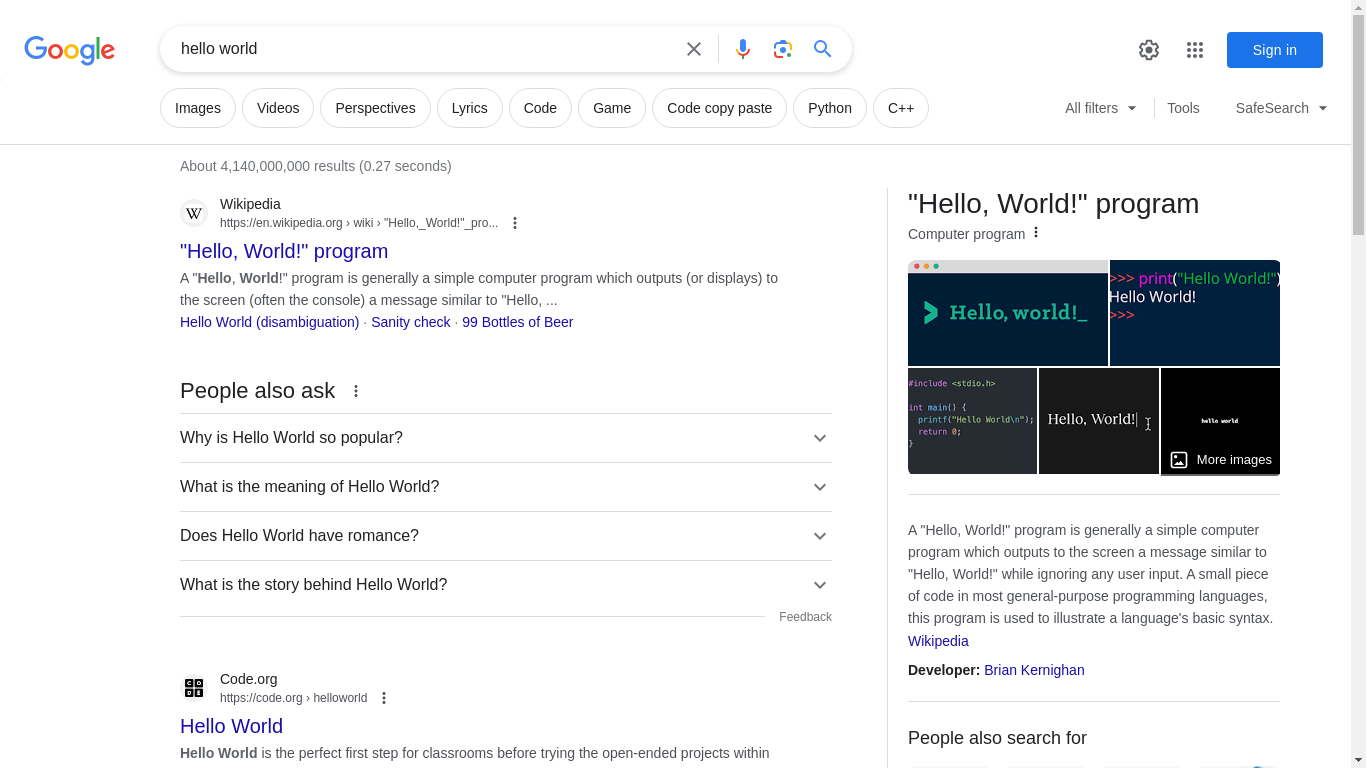 Google
hello world
Sign in
Images
Videos
Perspectives
Lyrics
Code
Game
Code copy paste
Python
C++
All filters
Tools
SafeSearch
About 4,140,000,000 results (0.27 seconds)
W
Wikipedia
https://en.wikipedia.org › wiki › "Hello,_World!"_pro...
"Hello, World!" program
A "Hello, World!" program is generally a simple computer program which outputs (or displays) to
the screen (often the console) a message similar to "Hello, ...
Hello World (disambiguation) · Sanity check · 99 Bottles of Beer
People also ask
Why is Hello World so popular?
What is the meaning of Hello World?
Does Hello World have romance?
What is the story behind Hello World?
Feedback
CODE
Code.org
https://code.org › helloworld
Hello World
Hello World is the perfect first step for classrooms before trying the open-ended projects within
"Hello, World!" program
Computer program
Hello, world!_
>>> print("Hello World!")
Hello World!
>>>
#include <stdio.h>
int main() {
printf("Hello World\n");
return 0;
}
Hello, World!
hello world
More images
A "Hello, World!" program is generally a simple computer
program which outputs to the screen a message similar to
"Hello, World!" while ignoring any user input. A small piece
of code in most general-purpose programming languages,
this program is used to illustrate a language's basic syntax.
Wikipedia
Developer: Brian Kernighan
People also search for